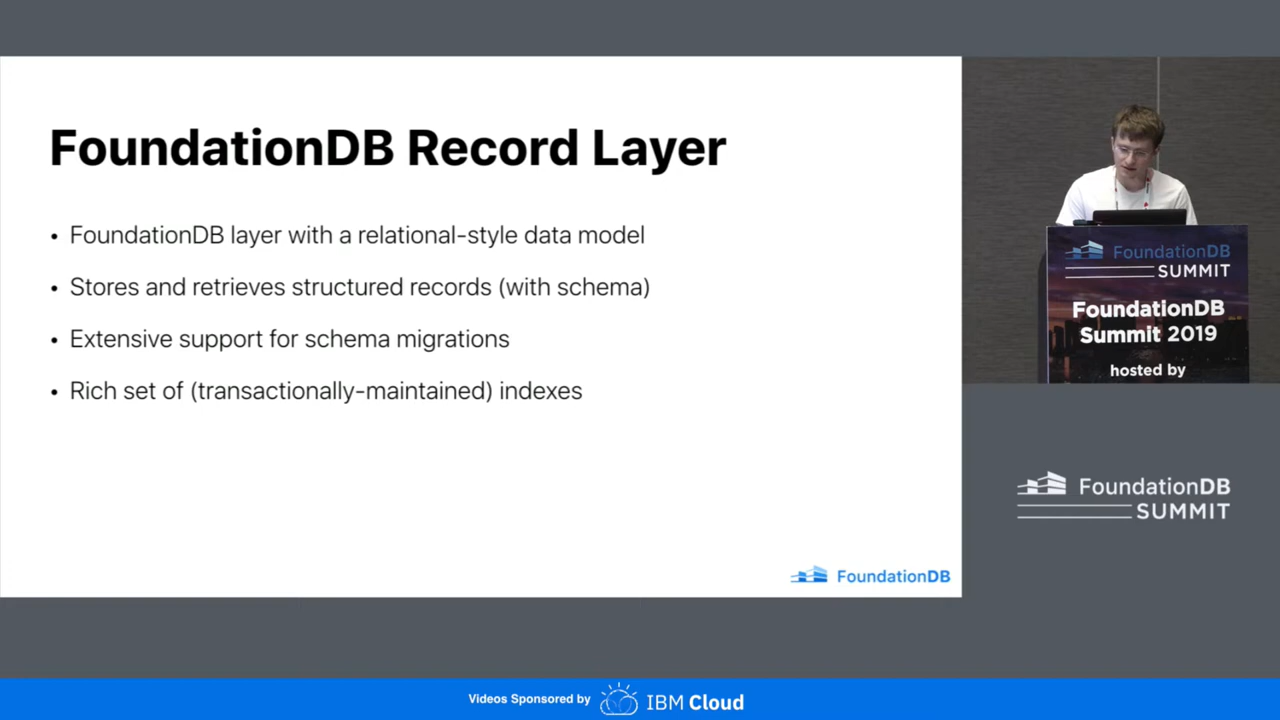 FoundationDB Record Layer
• FoundationDB layer with a relational-style data model
• Stores and retrieves structured records (with schema)
• Extensive support for schema migrations
• Rich set of (transactionally-maintained) indexes
FoundationDB
FoundationDB
SUMMIT
FoundationDB
Summit 2019
hosted by
FoundationDB
SUMMIT
Videos Sponsored by IBM Cloud